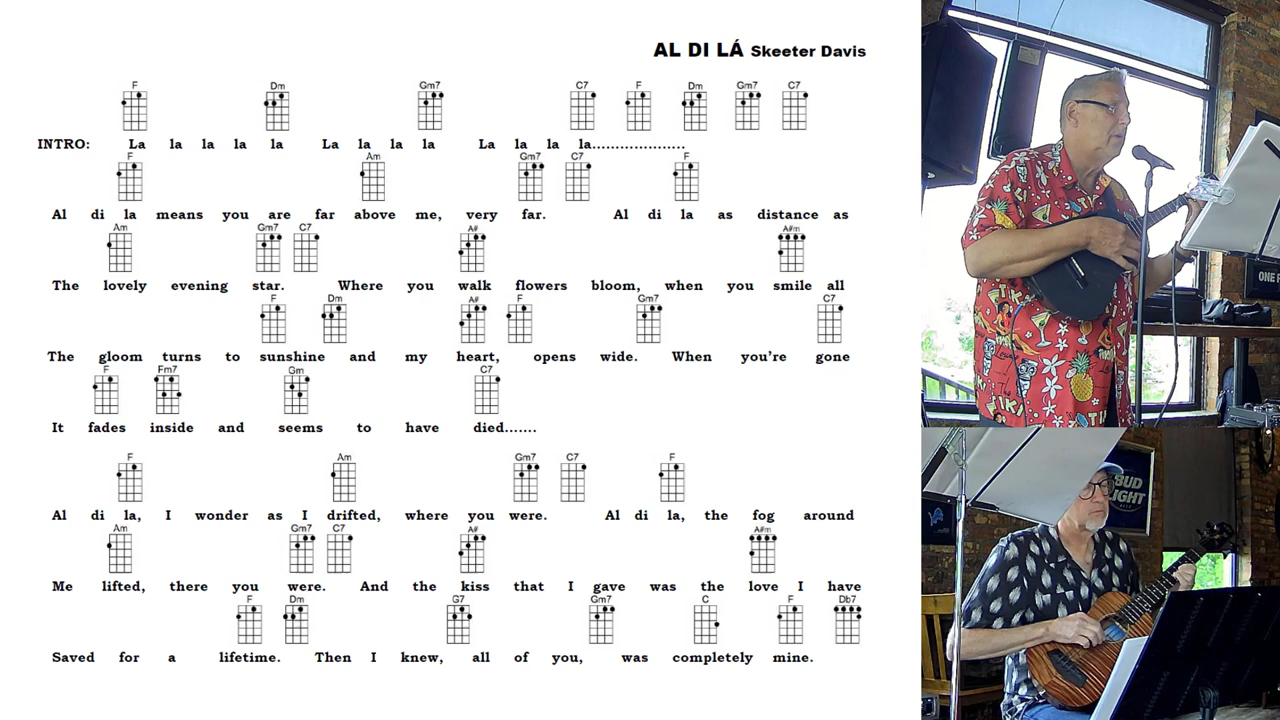 AL DI LÁ Skeeter Davis
F Dm Gm7 C7 F Dm Gm7 C7
INTRO: La la la la la La la la la La la la la....................
F Am Gm7 C7 F
Al di la means you are far above me, very far. Al di la as distance as
Am Gm7 C7 A# A#m
The lovely evening star. Where you walk flowers bloom, when you smile all
F Dm A# F Gm7 C7
The gloom turns to sunshine and my heart, opens wide. When you're gone
F Fm7 Gm C7
It fades inside and seems to have died.......
F Am Gm7 C7 F
Al di la, I wonder as I drifted, where you were. Al di la, the fog around
Am Gm7 C7 A# A#m
Me lifted, there you were. And the kiss that I gave was the love I have
F Dm G7 Gm7 C F Db7
Saved for a lifetime. Then I knew, all of you, was completely mine.
ONE
BUD
LIGHT